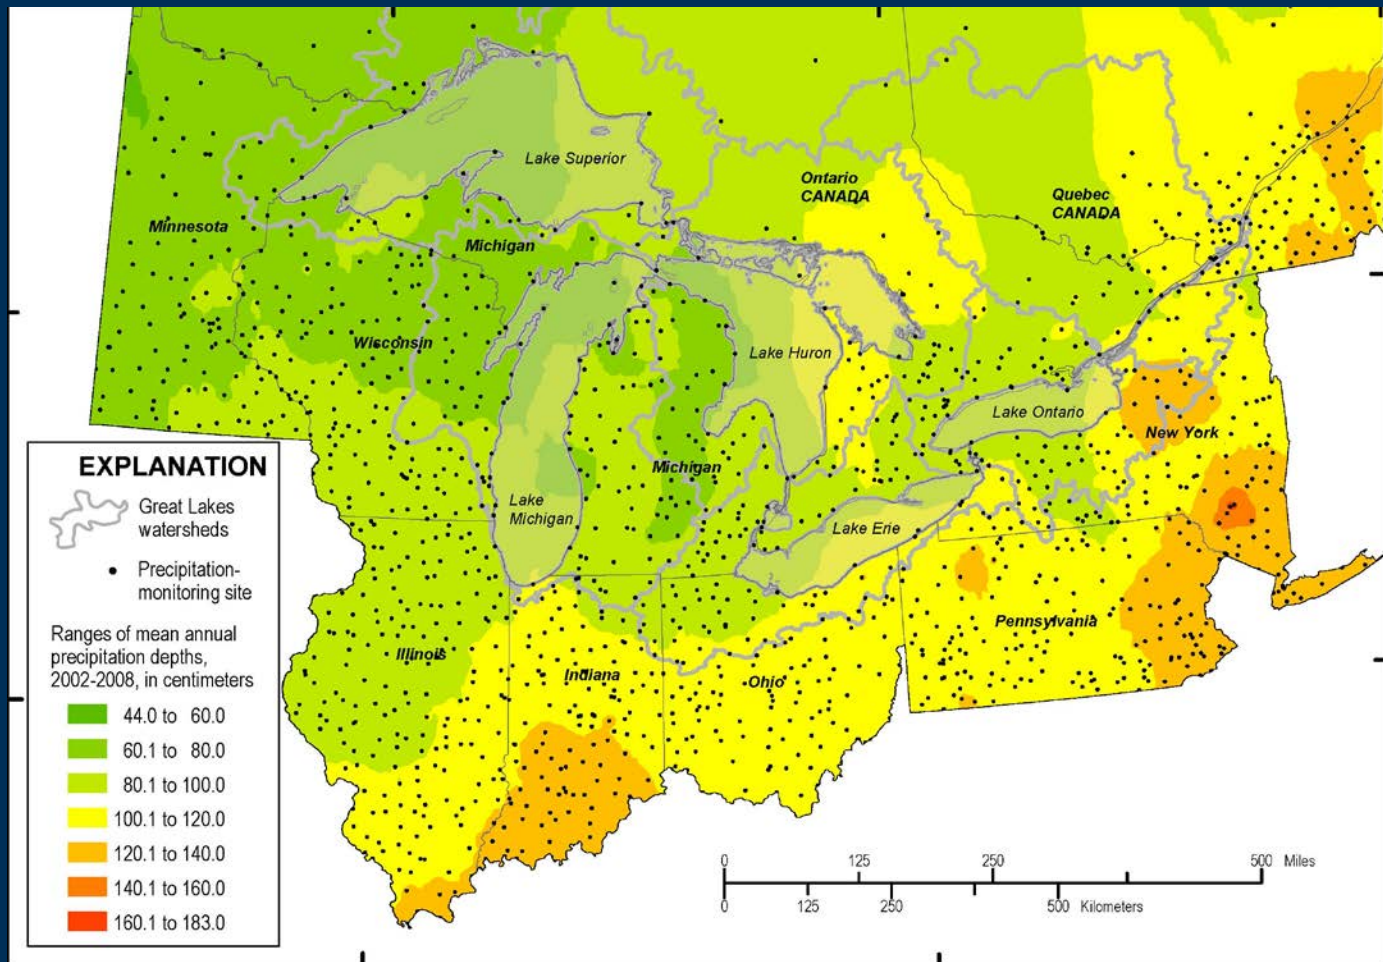 Lake Superior
Ontario
CANADA
Quebec
CANADA
Minnesota
Michigan
Wisconsin
Lake Huron
Lake Ontario
New York
Michigan
Lake
Michigan
Lake Erie
Pennsylvania
Illinois
Indiana
Ohio
EXPLANATION
Great Lakes
watersheds
Precipitation-
monitoring site
Ranges of mean annual
precipitation depths,
2002-2008, in centimeters
44.0 to 60.0
60.1 to 80.0
80.1 to 100.0
100.1 to 120.0
120.1 to 140.0
140.1 to 160.0
160.1 to 183.0
0 125 250 500 Miles
0 125 250 500 Kilometers